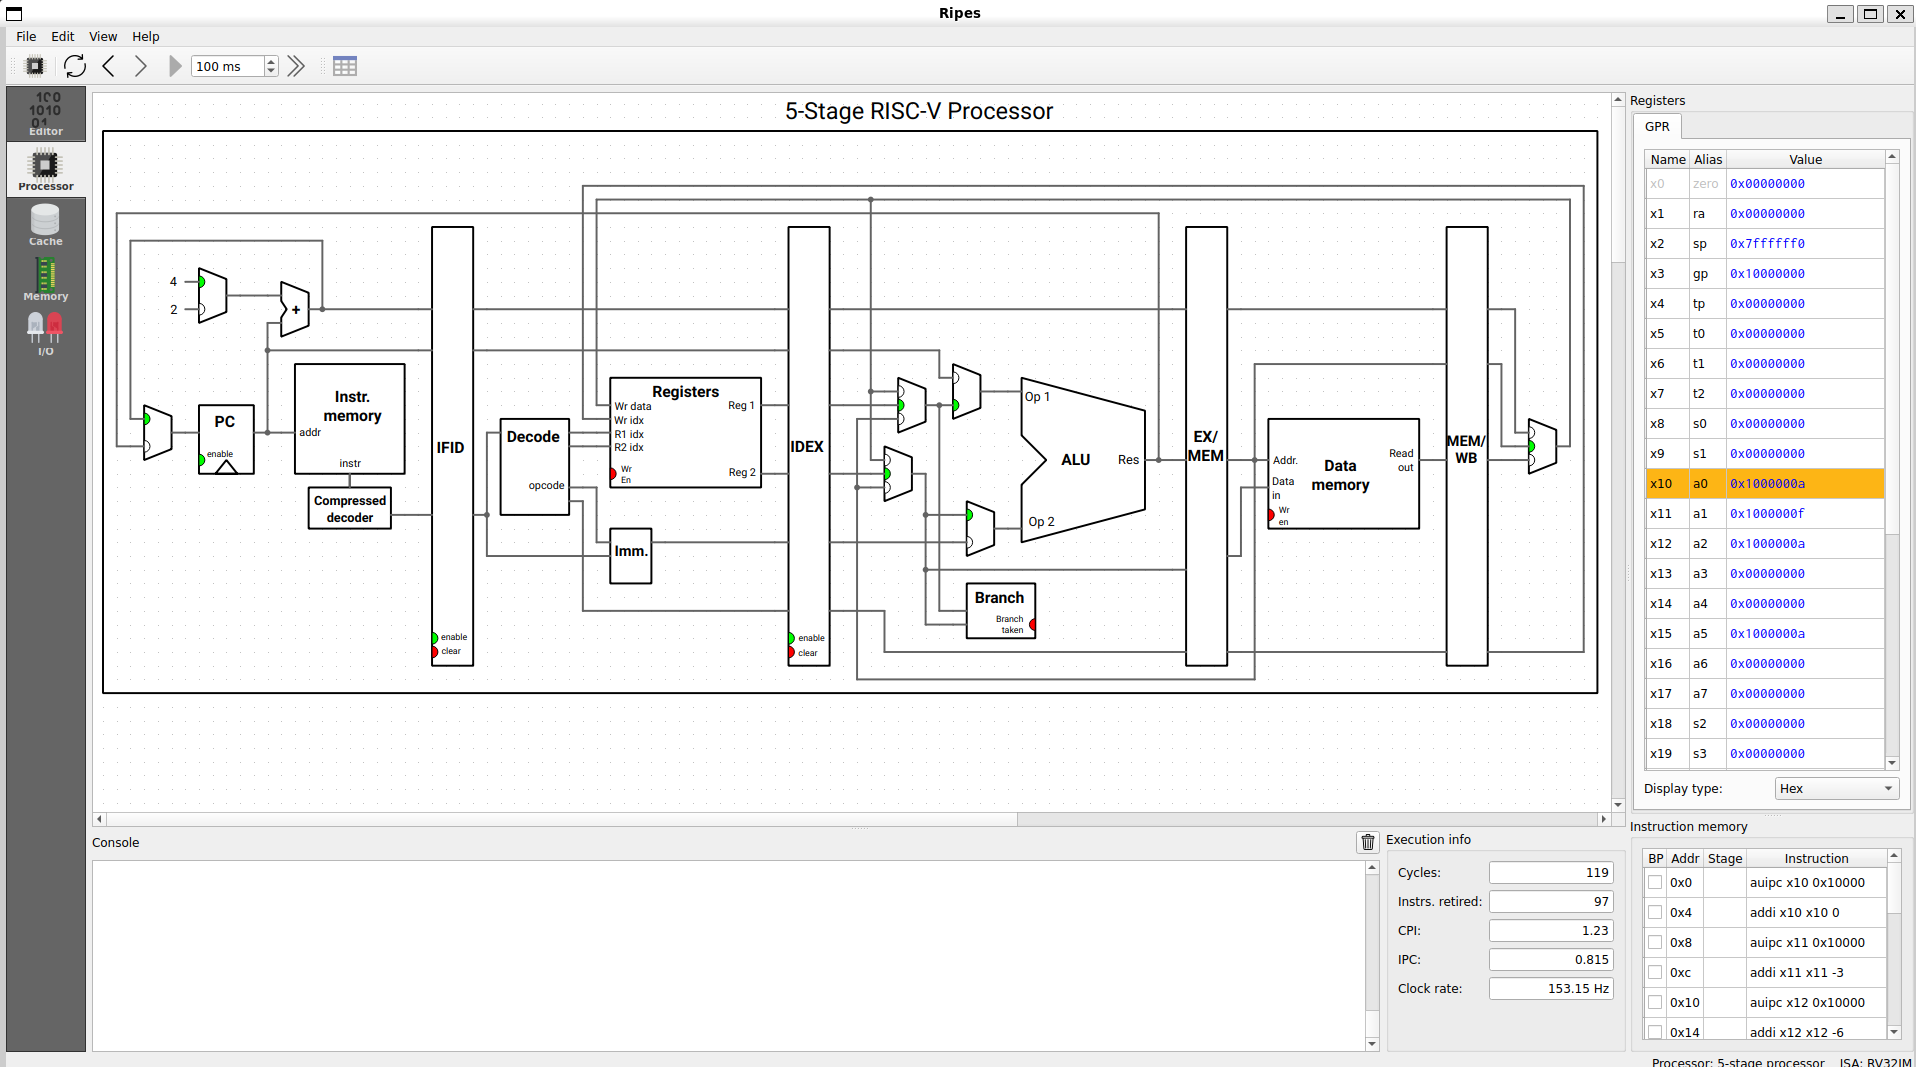 Ripes
File Edit View Help
100 ms
Editor
Processor
Cache
Memory
I/O
5-Stage RISC-V Processor
4
2
+
PC
enable
Instr. memory
addr
instr
Compressed decoder
IFID
enable
clear
Decode
opcode
Registers
Wr data
Wr idx
R1 idx
R2 idx
Wr En
Reg 1
Reg 2
Imm.
IDEX
enable
clear
Op 1
ALU
Res
Op 2
Branch
Branch taken
EX/MEM
Addr.
Data in
Wr en
Data memory
Read out
MEM/WB
Console
Execution info
Cycles: 119
Instrs. retired: 97
CPI: 1.23
IPC: 0.815
Clock rate: 153.15 Hz
Registers
GPR
Name Alias Value
x0 zero 0x00000000
x1 ra 0x00000000
x2 sp 0x7ffffff0
x3 gp 0x10000000
x4 tp 0x00000000
x5 t0 0x00000000
x6 t1 0x00000000
x7 t2 0x00000000
x8 s0 0x00000000
x9 s1 0x00000000
x10 a0 0x1000000a
x11 a1 0x1000000f
x12 a2 0x1000000a
x13 a3 0x00000000
x14 a4 0x00000000
x15 a5 0x1000000a
x16 a6 0x00000000
x17 a7 0x00000000
x18 s2 0x00000000
x19 s3 0x00000000
Display type: Hex
Instruction memory
BP Addr Stage Instruction
0x0 auipc x10 0x10000
0x4 addi x10 x10 0
0x8 auipc x11 0x10000
0xc addi x11 x11 -3
0x10 auipc x12 0x10000
0x14 addi x12 x12 -6
Processor: 5-stage processor ISA: RV32IM